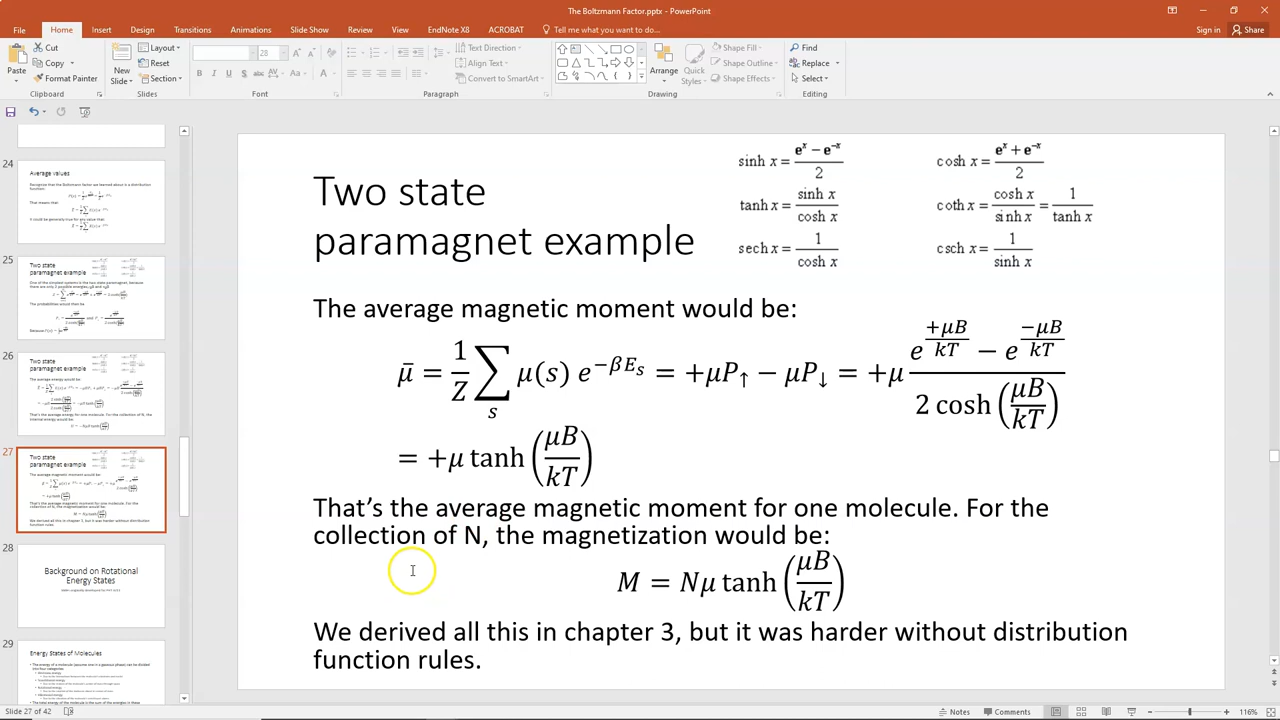 The Boltzmann Factor.pptx - PowerPoint
File Home Insert Design Transitions Animations Slide Show Review View EndNote X8 ACROBAT Tell me what you want to do... Sign in Share
Paste Cut Copy Format Painter Clipboard
New Slide Layout Reset Section Slides
28 Font
Text Direction Align Text Convert to SmartArt Paragraph
Arrange Quick Styles Shape Fill Shape Outline Shape Effects Drawing
Find Replace Select Editing
24
Average values
25
Two state
paramagnet example
26
Two state
paramagnet example
27
Two state
paramagnet example
28
Background on Rotational
Energy States
29
Energy States of Molecules
Two state
paramagnet example
sinh x = (eˣ − e⁻ˣ)/2 cosh x = (eˣ + e⁻ˣ)/2
tanh x = sinh x/cosh x coth x = cosh x/sinh x = 1/tanh x
sech x = 1/cosh x csch x = 1/sinh x
The average magnetic moment would be:
μ̄ = 1/Z ∑s μ(s) e^(−βEs) = +μP↑ − μP↓ = +μ (e^(+μB/kT) − e^(−μB/kT))/(2 cosh(μB/kT))
= +μ tanh(μB/kT)
That's the average magnetic moment for one molecule. For the
collection of N, the magnetization would be:
M = Nμ tanh(μB/kT)
We derived all this in chapter 3, but it was harder without distribution
function rules.
Slide 27 of 42 Notes Comments 116%